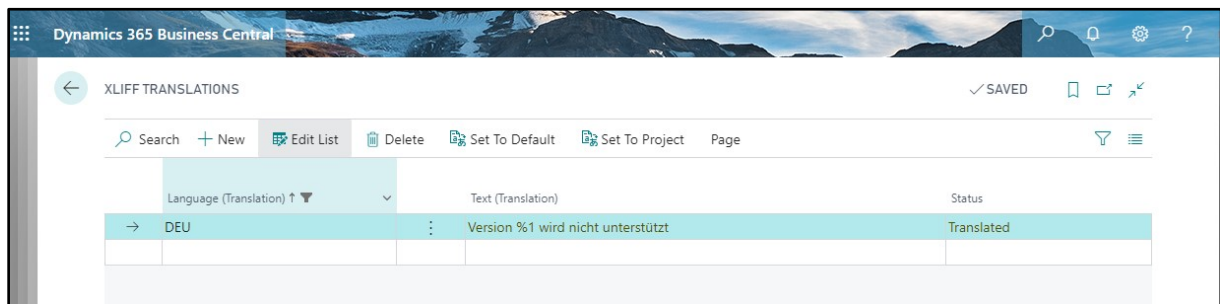 Dynamics 365 Business Central ?
XLIFF TRANSLATIONS SAVED
Search New Edit List Delete Set To Default Set To Project Page
Language (Translation) ↑ Text (Translation) Status
→ DEU Version %1 wird nicht unterstützt Translated